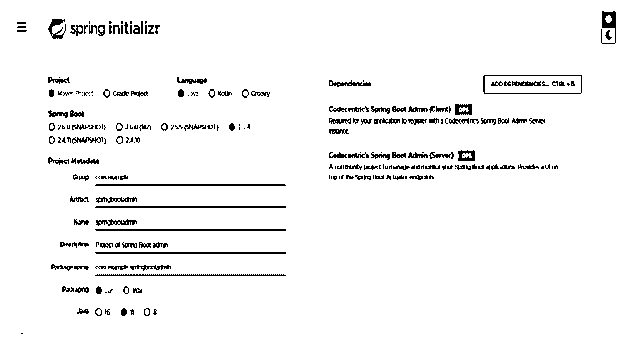 spring initializr
Project
Maven Project Gradle Project
Language
Java Kotlin Groovy
Spring Boot
2.6.0 (SNAPSHOT) 2.6.0 (M2) 2.5.5 (SNAPSHOT)
2.4.11 (SNAPSHOT) 2.4.10
Project Metadata
Group com.example
Artifact springbootadmin
Name springbootadmin
Description Project of Spring Boot admin
Package name com.example.springbootadmin
Packaging Jar War
Java 16 11 8
Dependencies
ADD DEPENDENCIES... CTRL + B
Codecentric's Spring Boot Admin (Client) OPS
Required for your application to register with a Codecentric's Spring Boot Admin Server
instance.
Codecentric's Spring Boot Admin (Server) OPS
A community project to manage and monitor your Spring Boot applications. Provides a UI on
top of the Spring Boot Actuator endpoints.